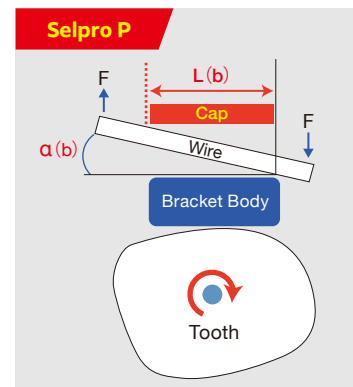 Selpro P
L(b)
F
Cap
F
α(b)
Wire
Bracket Body
Tooth